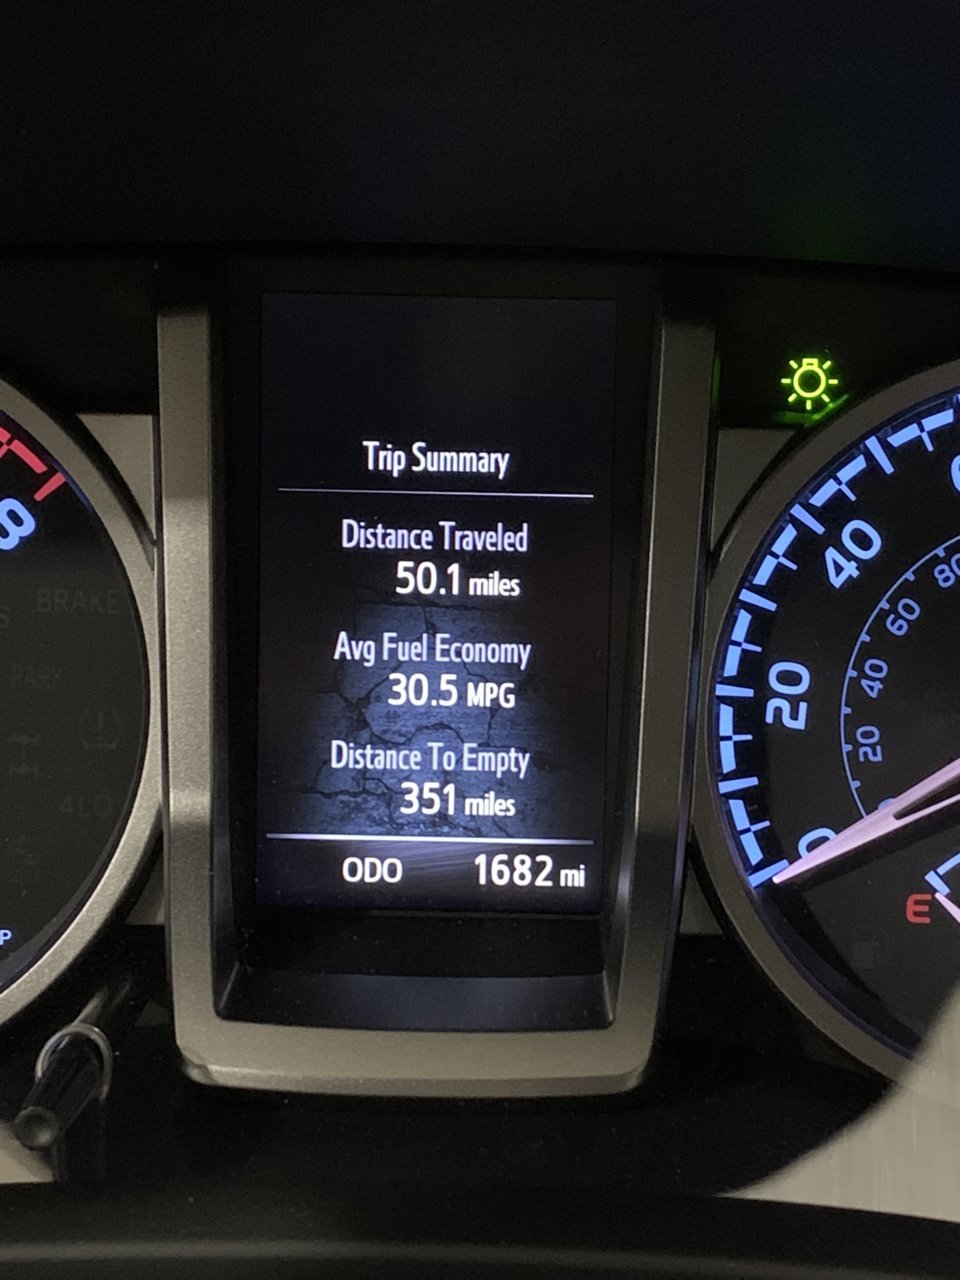 Trip Summary
Distance Traveled
50.1 miles
Avg Fuel Economy
30.5 MPG
Distance To Empty
351 miles
ODO 1682 mi
8
BRAKE
P
40
20
0
80
60
40
20
E